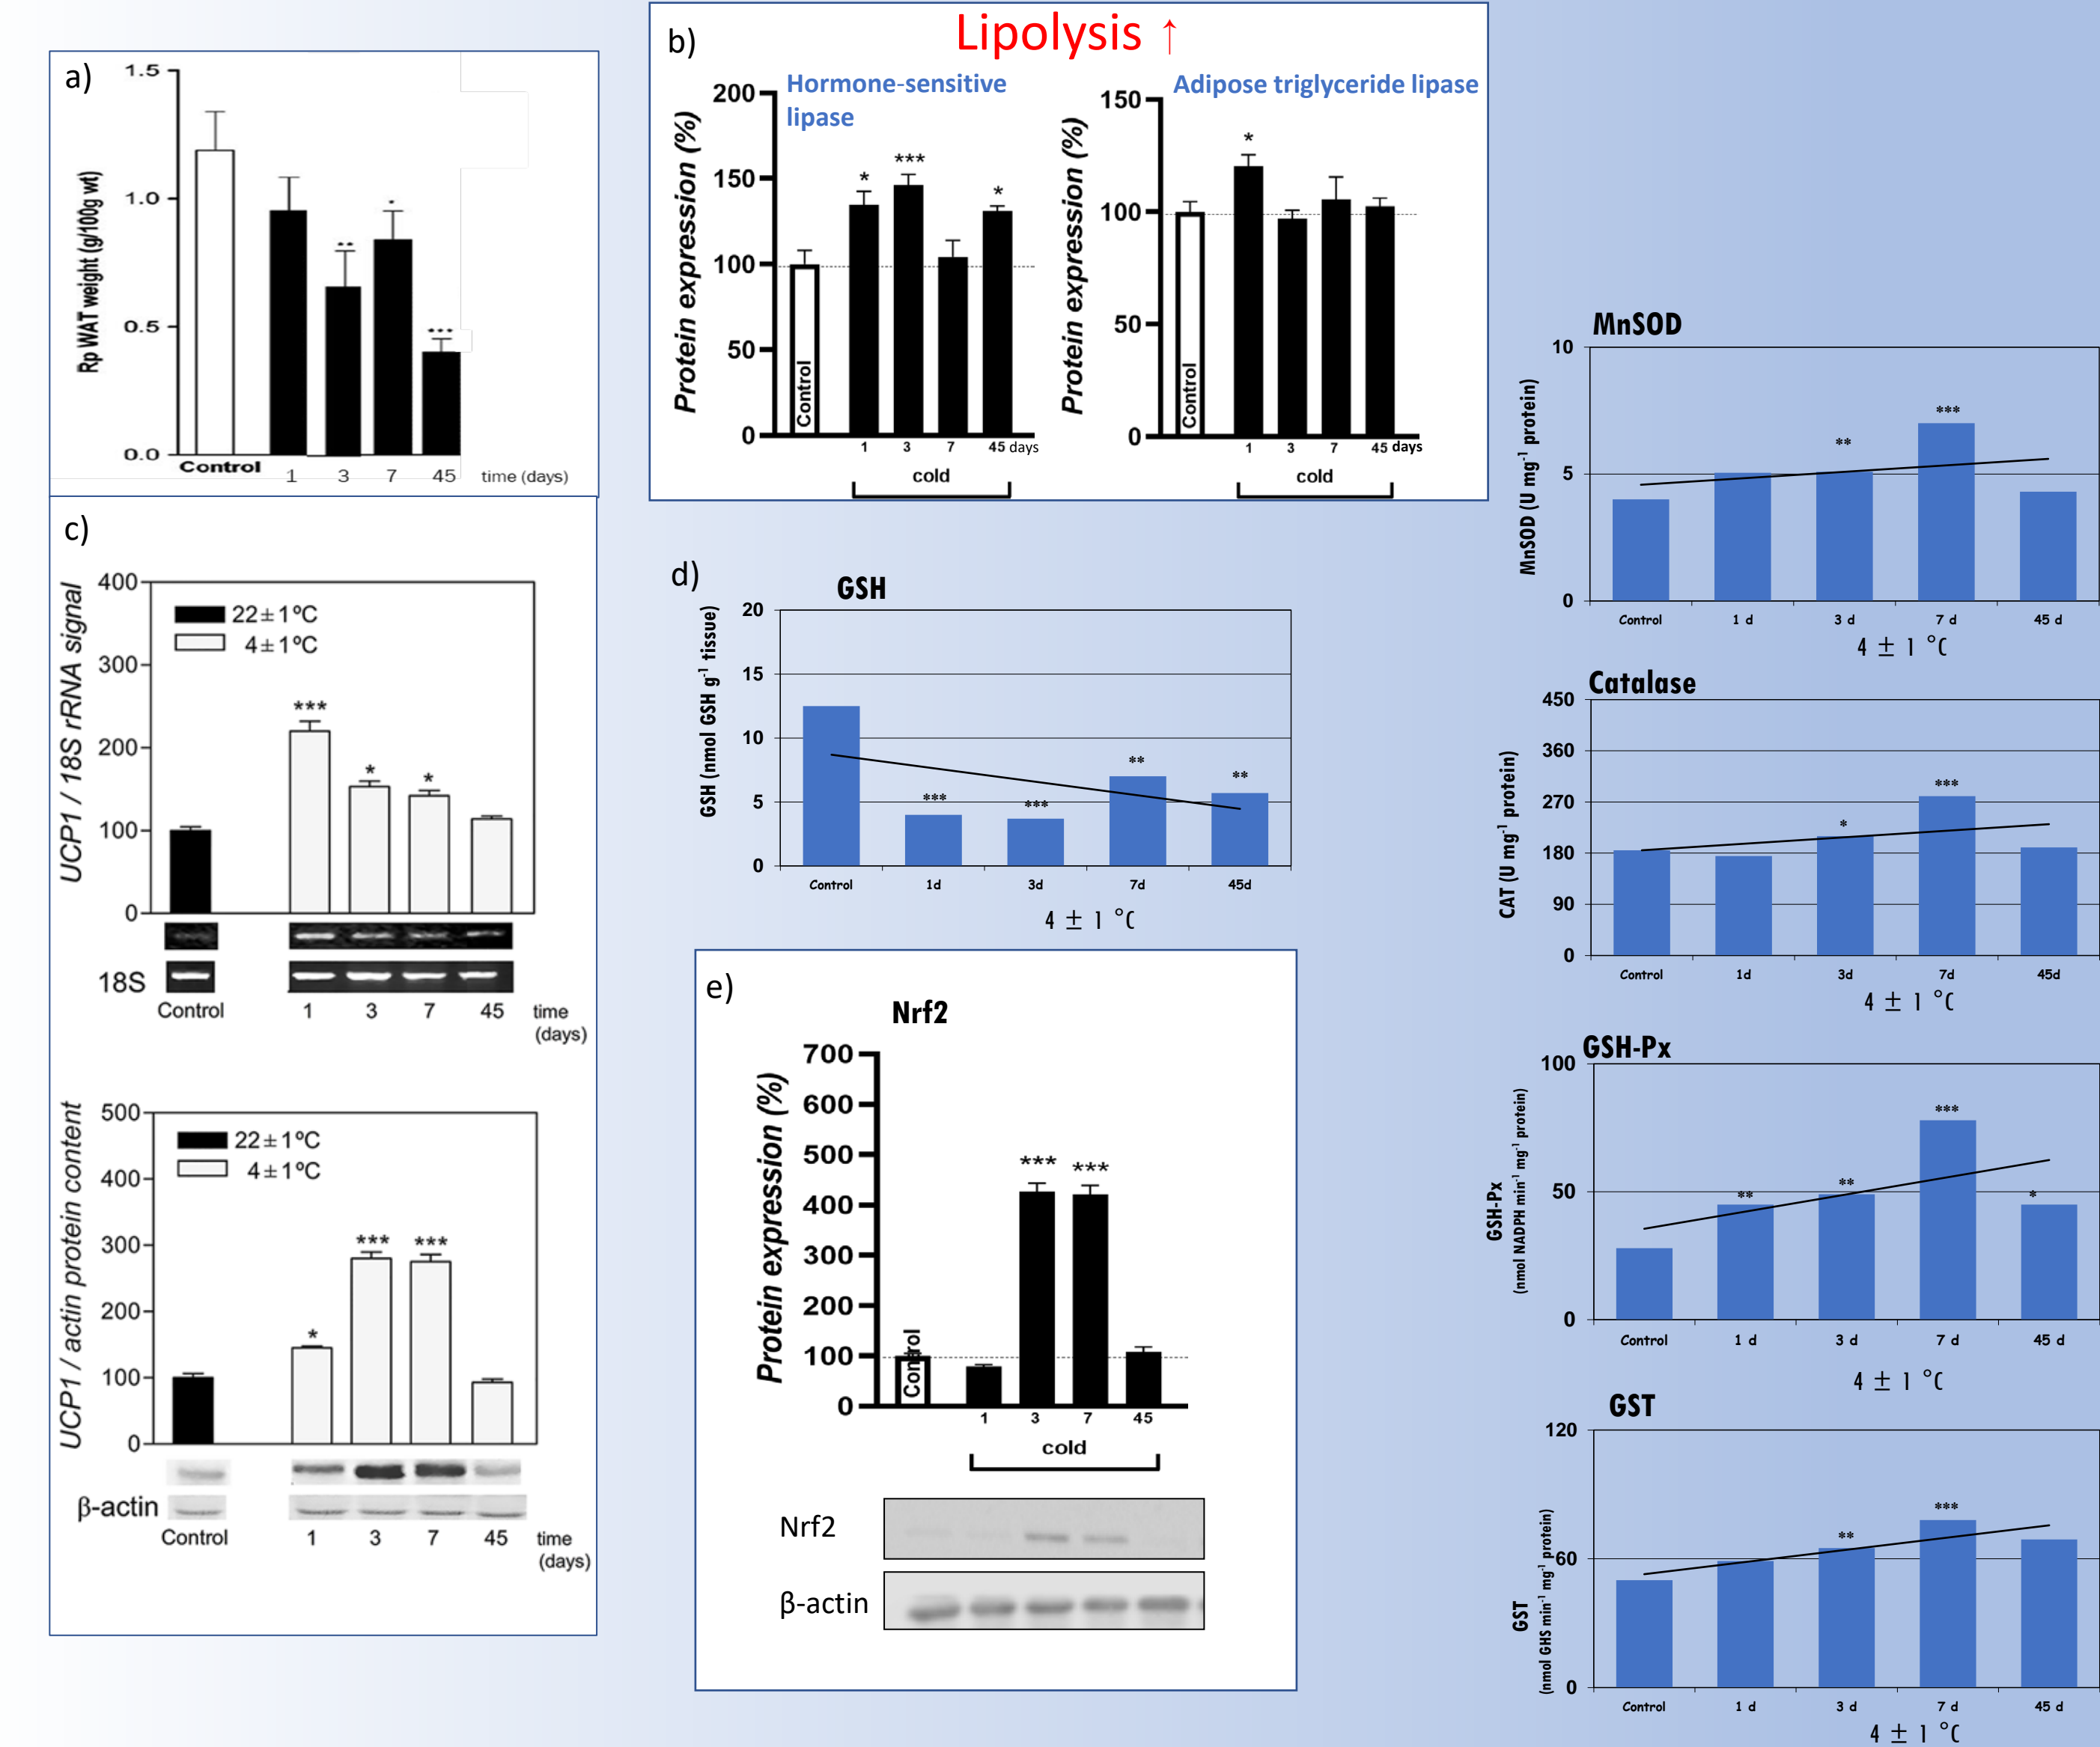 a)
Rp WAT weight (g/100g wt)
1.5
1.0
0.5
0.0
*
**
***
Control 1 3 7 45 time (days)
b)
Lipolysis ↑
Hormone-sensitive
lipase
Protein expression (%)
200
150
100
50
0
* *** *
Control
1 3 7 45 days
cold
Adipose triglyceride lipase
Protein expression (%)
150
100
50
0
*
Control
1 3 7 45 days
cold
c)
UCP1 / 18S rRNA signal
400
300
200
100
0
22±1ºC
4±1ºC
*** * *
18S
Control 1 3 7 45 time
(days)
UCP1 / actin protein content
500
400
300
200
100
0
22±1ºC
4±1ºC
* *** ***
β-actin
Control 1 3 7 45 time
(days)
d)
GSH
GSH (nmol GSH g-1 tissue)
20
15
10
5
0
*** *** ** **
Control 1d 3d 7d 45d
4 ± 1 °C
MnSOD
MnSOD (U mg-1 protein)
10
5
0
** ***
Control 1 d 3 d 7 d 45 d
4 ± 1 °C
Catalase
CAT (U mg-1 protein)
450
360
270
180
90
0
* ***
Control 1d 3d 7d 45d
4 ± 1 °C
GSH-Px
GSH-Px
(nmol NADPH min-1 mg-1 protein)
100
50
0
** ** *** *
Control 1 d 3 d 7 d 45 d
4 ± 1 °C
GST
GST
(nmol GHS min-1 mg-1 protein)
120
60
0
** ***
Control 1 d 3 d 7 d 45 d
4 ± 1 °C
e)
Nrf2
Protein expression (%)
700
600
500
400
300
200
100
0
*** ***
Control
1 3 7 45
cold
Nrf2
β-actin